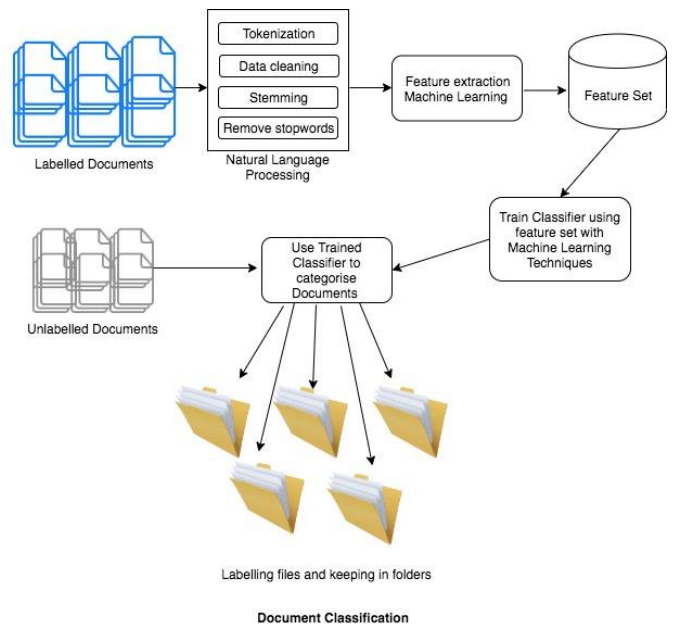 Tokenization
Data cleaning
Stemming
Remove stopwords
Labelled Documents
Natural Language
Processing
Feature extraction
Machine Learning
Feature Set
Train Classifier using
feature set with
Machine Learning
Techniques
Use Trained
Classifier to
categorise
Documents
Unlabelled Documents
Labelling files and keeping in folders
Document Classification